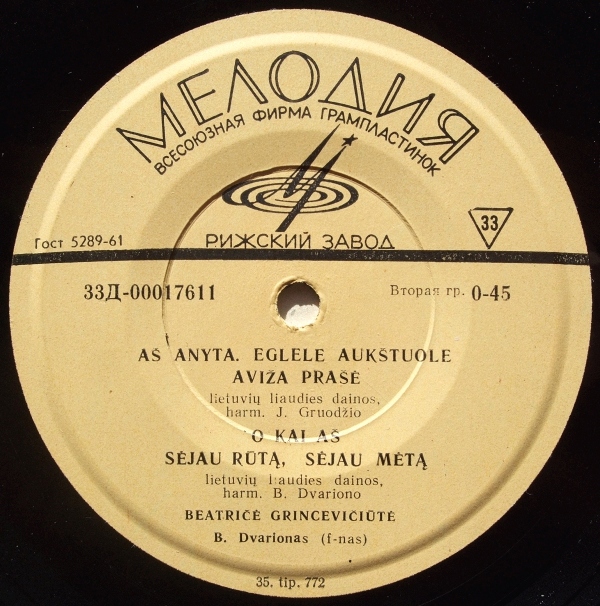 МЕЛОДИЯ
ВСЕСОЮЗНАЯ ФИРМА ГРАМПЛАСТИНОК
РИЖСКИЙ ЗАВОД
Гост 5289-61
33
33Д-00017611
Вторая гр. 0-45
AŠ ANYTA. EGLELE AUKŠTUOLE
AVIŽA PRAŠĖ
lietuvių liaudies dainos,
harm. J. Gruodžio
O KAI AŠ
SĖJAU RŪTĄ, SĖJAU MĖTĄ
lietuvių liaudies dainos,
harm. B. Dvariono
BEATRIČĖ GRINCEVIČIŪTĖ
B. Dvarionas (f-nas)
35. tip. 772